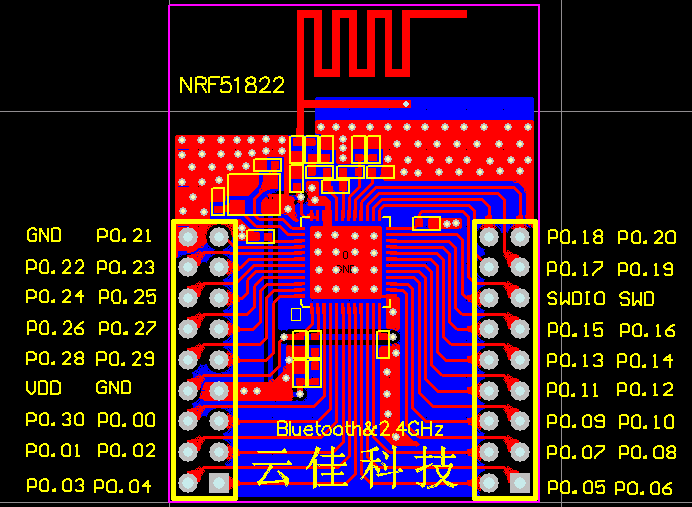 NRF51822
GND P0.21
P0.22 P0.23
P0.24 P0.25
P0.26 P0.27
P0.28 P0.29
VDD GND
P0.30 P0.00
P0.01 P0.02
P0.03 P0.04
P0.18 P0.20
P0.17 P0.19
SWDIO SWD
P0.15 P0.16
P0.13 P0.14
P0.11 P0.12
P0.09 P0.10
P0.07 P0.08
P0.05 P0.06
0
GND
Bluetooth&2.4GHz
云佳科技